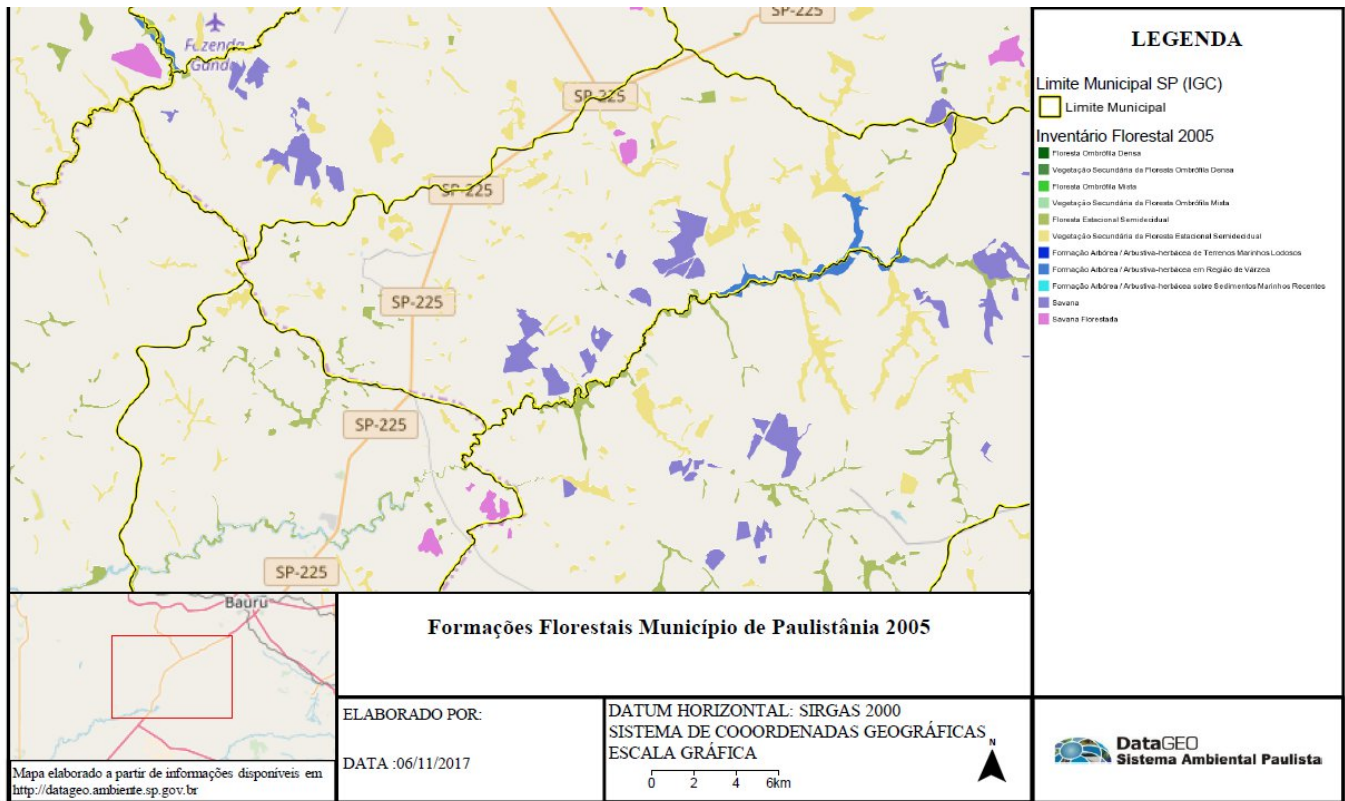 SP-225
Fazenda
Ganda
SP-225
SP-225
SP-225
SP-225
SP-225
LEGENDA
Limite Municipal SP (IGC)
Limite Municipal
Inventário Florestal 2005
Floresta Ombrófila Densa
Vegetação Secundária da Floresta Ombrófila Densa
Floresta Ombrófila Mista
Vegetação Secundária da Floresta Ombrófila Mista
Floresta Estacional Semidecidual
Vegetação Secundária da Floresta Estacional Semidecidual
Formação Arbórea / Arbustiva-herbácea de Terrenos Marinhos Lodosos
Formação Arbórea / Arbustiva-herbácea em Região de Várzea
Formação Arbórea / Arbustiva-herbácea sobre Sedimentos Marinhos Recentes
Savana
Savana Florestada
Bauru
Mapa elaborado a partir de informações disponíveis em
http://datageo.ambiente.sp.gov.br
Formações Florestais Município de Paulistânia 2005
ELABORADO POR:
DATA :06/11/2017
DATUM HORIZONTAL: SIRGAS 2000
SISTEMA DE COOORDENADAS GEOGRÁFICAS
ESCALA GRÁFICA
0 2 4 6km
N
DataGEO
Sistema Ambiental Paulista